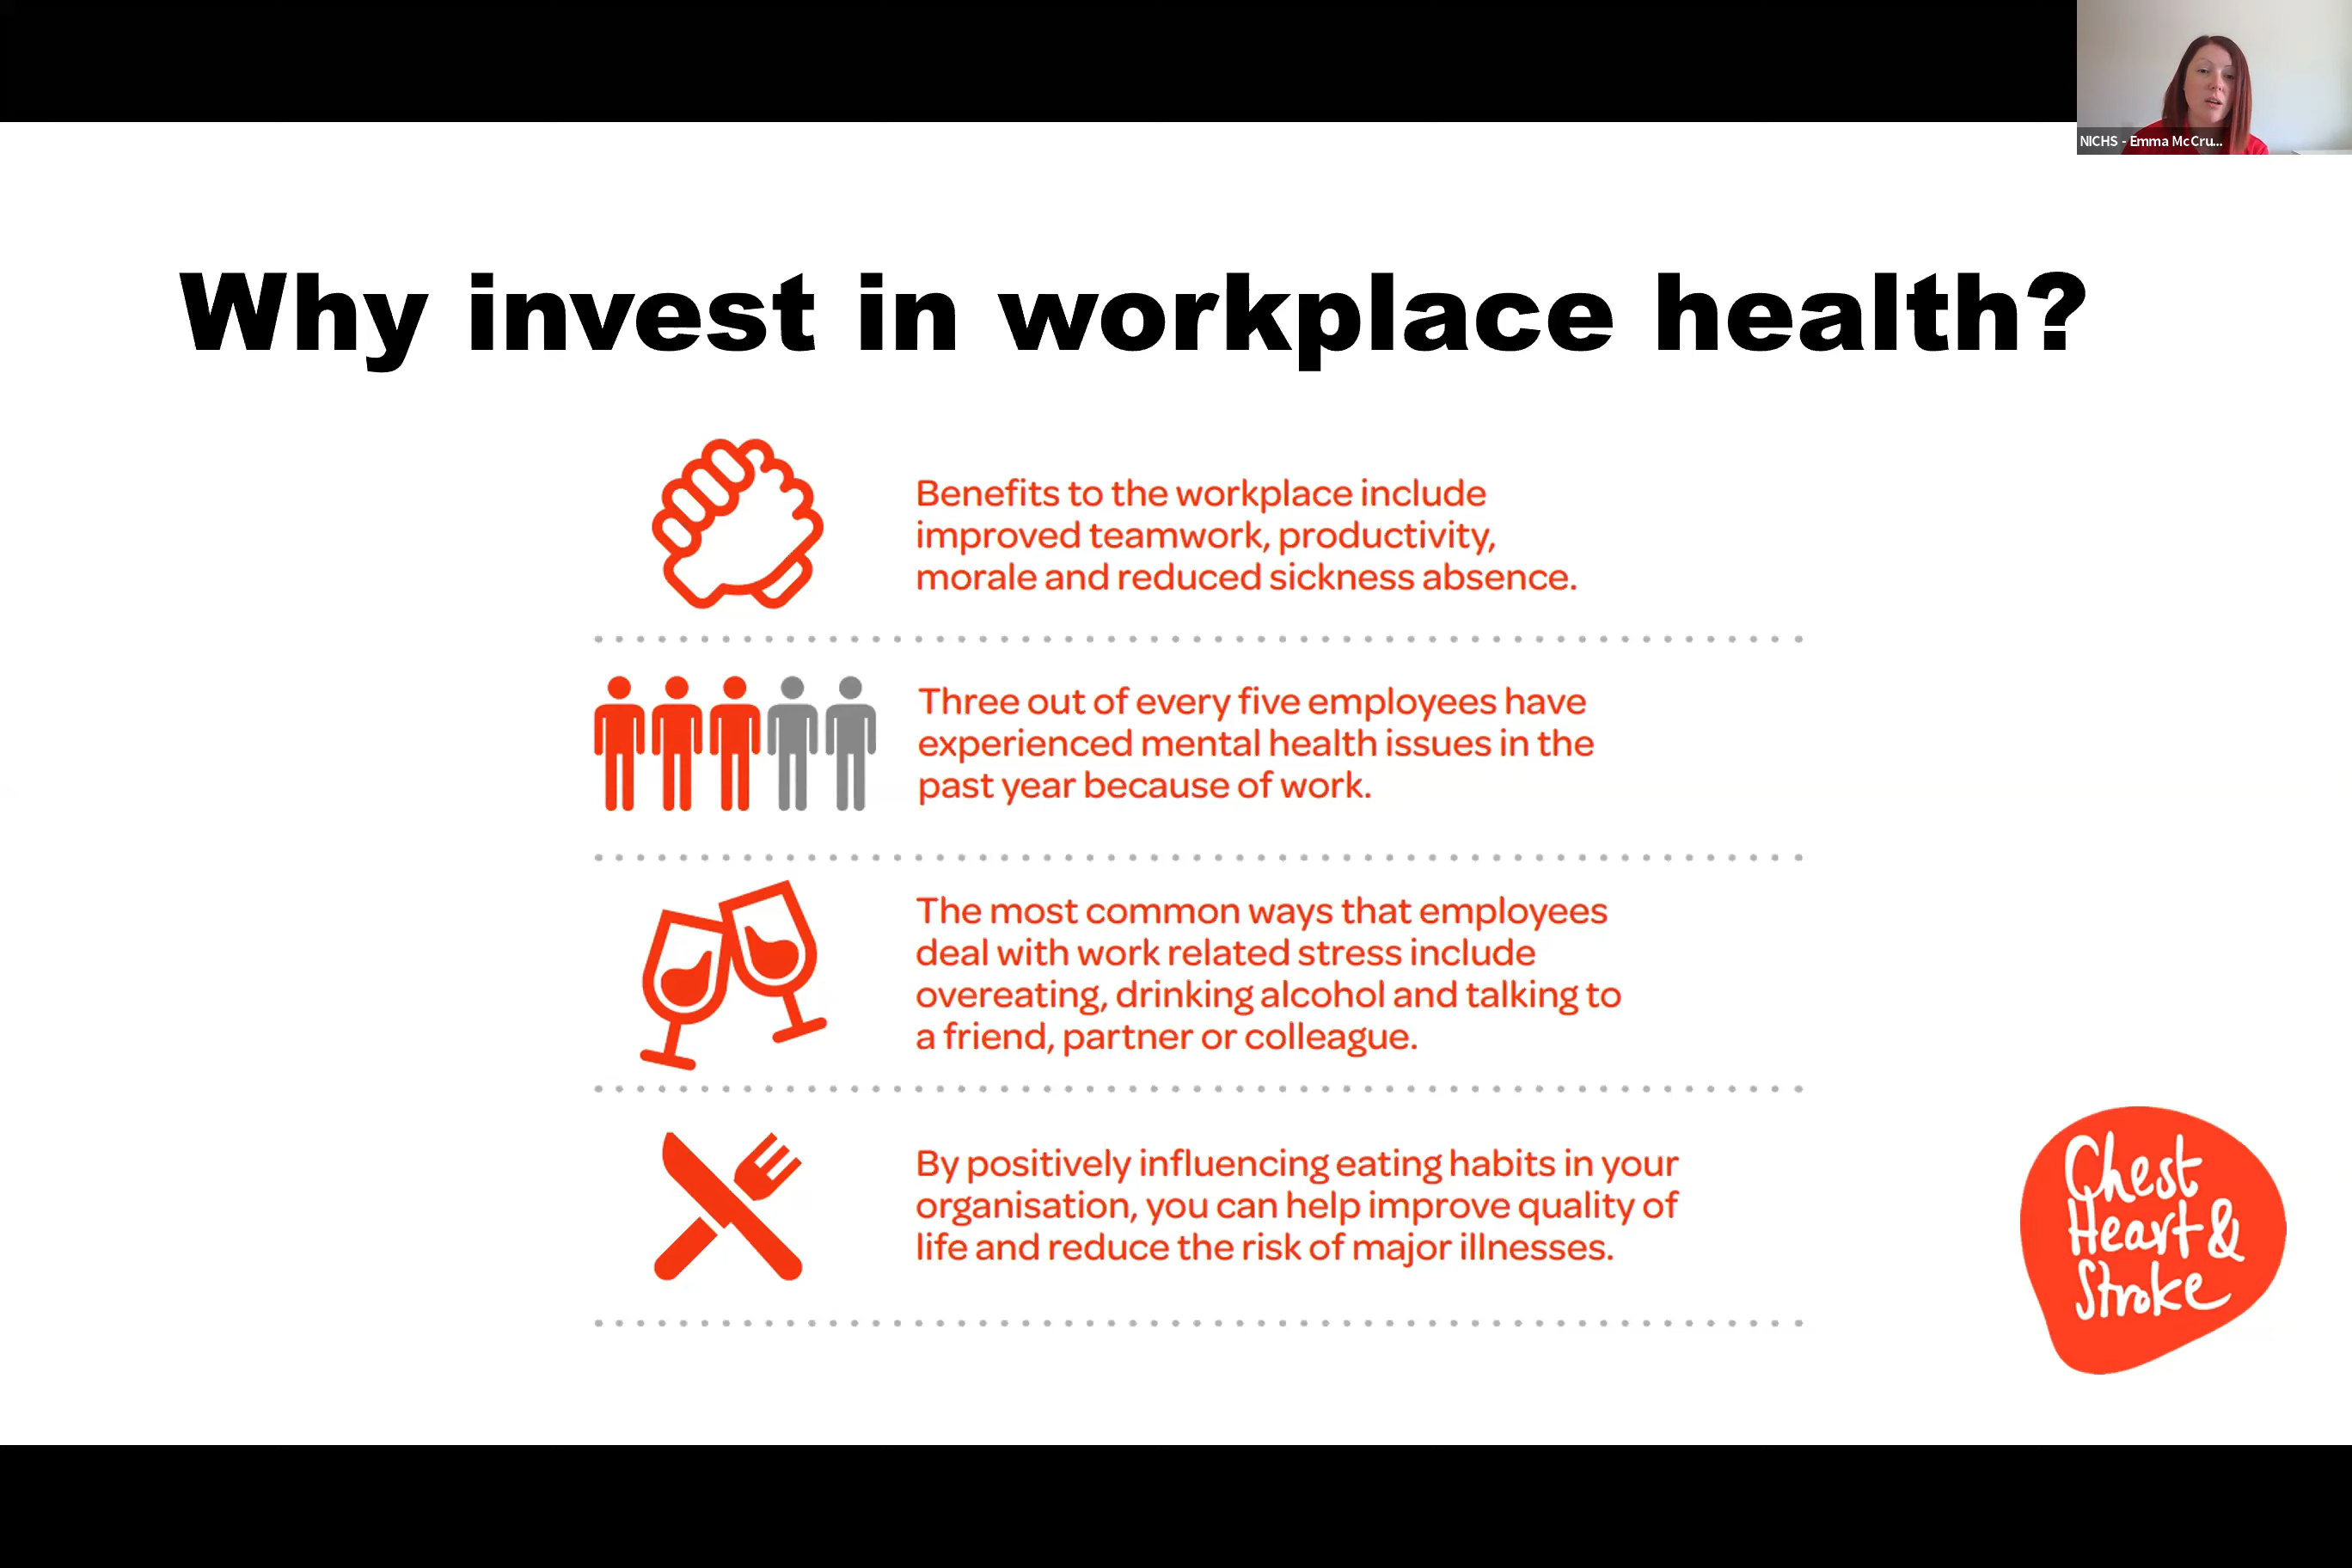 NICHS - Emma McCru...
Why invest in workplace health?
Benefits to the workplace include
improved teamwork, productivity,
morale and reduced sickness absence.
Three out of every five employees have
experienced mental health issues in the
past year because of work.
The most common ways that employees
deal with work related stress include
overeating, drinking alcohol and talking to
a friend, partner or colleague.
By positively influencing eating habits in your
organisation, you can help improve quality of
life and reduce the risk of major illnesses.
Chest
Heart &
Stroke